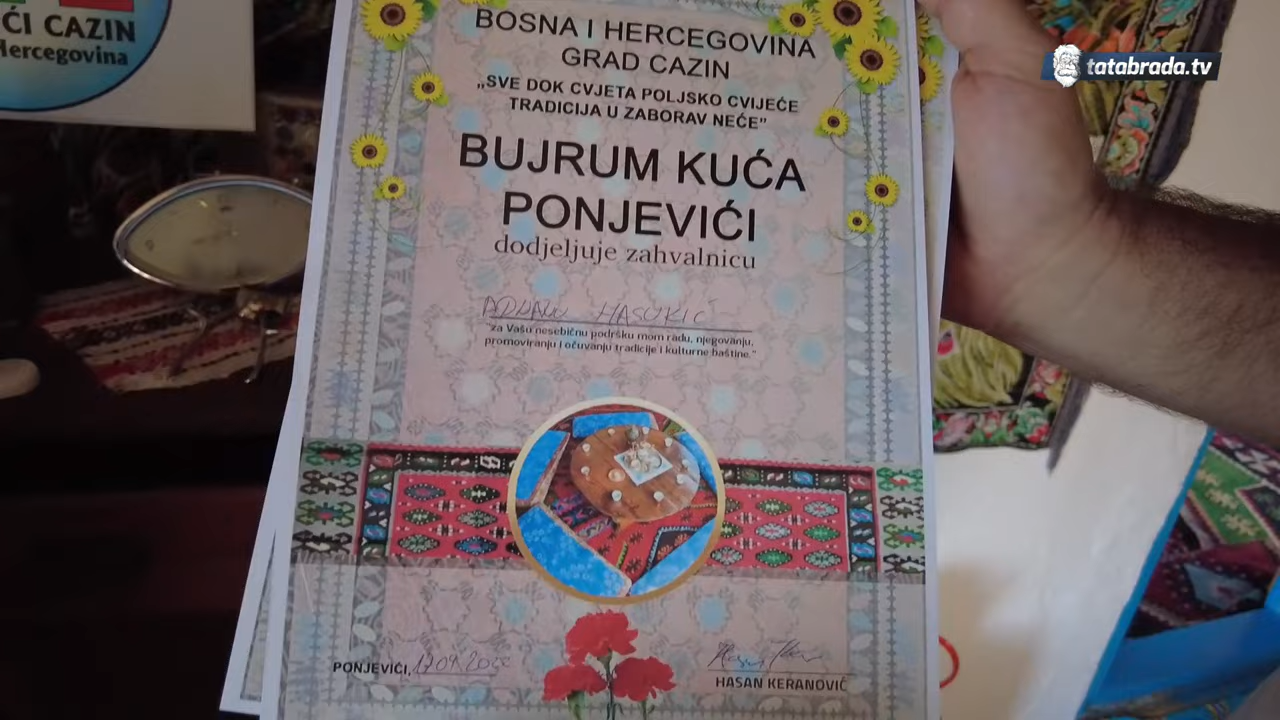 ĆI CAZIN
Hercegovina
tatabrada.tv
BOSNA I HERCEGOVINA
GRAD CAZIN
„SVE DOK CVJETA POLJSKO CVIJEĆE
TRADICIJA U ZABORAV NEĆE”
BUJRUM KUĆA
PONJEVIĆI
dodjeljuje zahvalnicu
"za Vašu nesebičnu podršku mom radu, njegovanju,
promoviranju i očuvanju tradicije i kulturne baštine."
PONJEVIĆI,
HASAN KERANOVIĆ